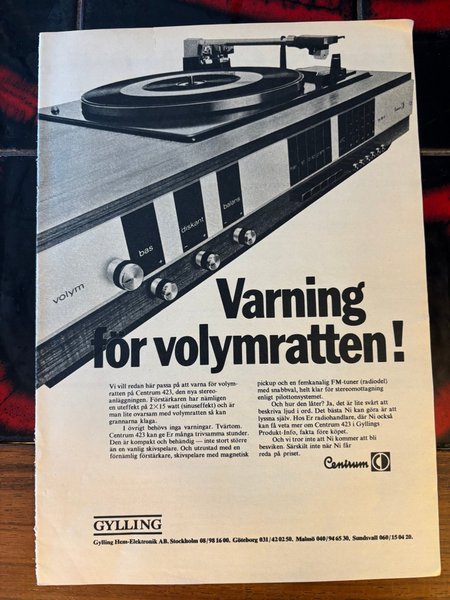 volym
bas
diskant
balans
Varning
för volymratten!
Vi vill redan här passa på att varna för volym-
ratten på Centrum 423, den nya stereo-
anläggningen. Förstärkaren har nämligen
en uteffekt på 2×15 watt (sinuseffekt) och är
man lite ovarsam med volymratten så kan
grannarna klaga.
I övrigt behövs inga varningar. Tvärtom.
Centrum 423 kan ge Er många trivsamma stunder.
Den är kompakt och behändig — inte stort större
än en vanlig skivspelare. Och utrustad med en
förnämlig förstärkare, skivspelare med magnetisk
pickup och en femkanalig FM-tuner (radiodel)
med snabbval, helt klar för stereomottagning
enligt pilottonsystemet.
Och hur den låter? Ja, det är lite svårt att
beskriva ljud i ord. Det bästa Ni kan göra är att
lyssna själv. Hos Er radiohandlare, där Ni också
kan få veta mer om Centrum 423 i Gyllings
Produkt-Info, fakta före köpet.
Och vi tror inte att Ni kommer att bli
besviken. Särskilt inte när Ni får
reda på priset.
Centrum
GYLLING
Gylling Hem-Elektronik AB. Stockholm 08/98 16 00. Göteborg 031/42 02 50. Malmö 040/94 65 30. Sundsvall 060/15 04 20.